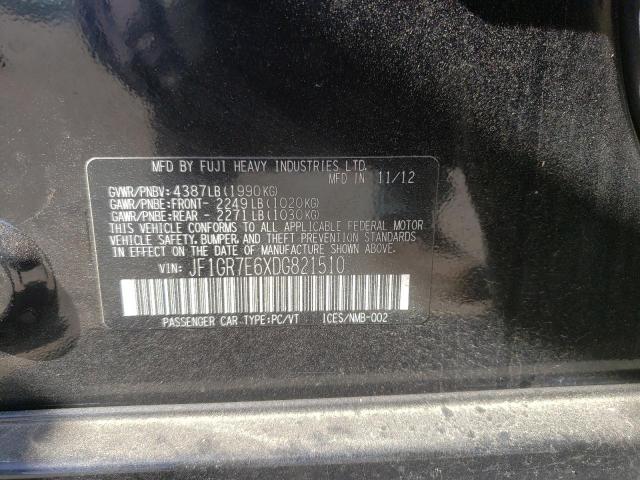 MFD BY FUJI HEAVY INDUSTRIES LTD.
11/12
GVWR/PNBV: 4387LB(1990KG)
GAWR/PNBE:FRONT- 2249LB(1020KG)
GAWR/PNBE:REAR - 2271LB(1030KG)
THIS VEHICLE CONFORMS TO ALL APPLICABLE FEDERAL MOTOR
VEHICLE SAFETY, BUMPER, AND THEFT PREVENTION STANDARDS
IN EFFECT ON THE DATE OF MANUFACTURE SHOWN ABOVE.
VIN: JF1GR7E6XDG821510
PASSENGER CAR TYPE:PC/VT ICES/NMB-002